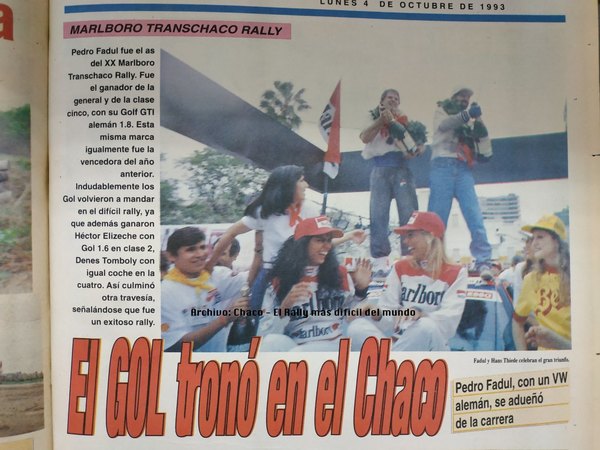 a
LUNES 4 DE OCTUBRE DE 1993
MARLBORO TRANSCHACO RALLY
Pedro Fadul fue el as
del XX Marlboro
Transchaco Rally. Fue
el ganador de la
general y de la clase
cinco, con su Golf GTI
alemán 1.8. Esta
misma marca
igualmente fue la
vencedora del año
anterior.
Indudablemente los
Gol volvieron a mandar
en el difícil rally, ya
que además ganaron
Héctor Elizeche con
Gol 1.6 en clase 2,
Denes Tomboly con
igual coche en la
cuatro. Así culminó
otra travesía,
señalándose que fue
un exitoso rally.
Marlboro
arlboro
Archivo: Chaco - El Rally más difícil del mundo
Fadul y Hans Thiede celebran el gran triunfo.
El GOL tronó en el Chaco
Pedro Fadul, con un VW
alemán, se adueñó
de la carrera